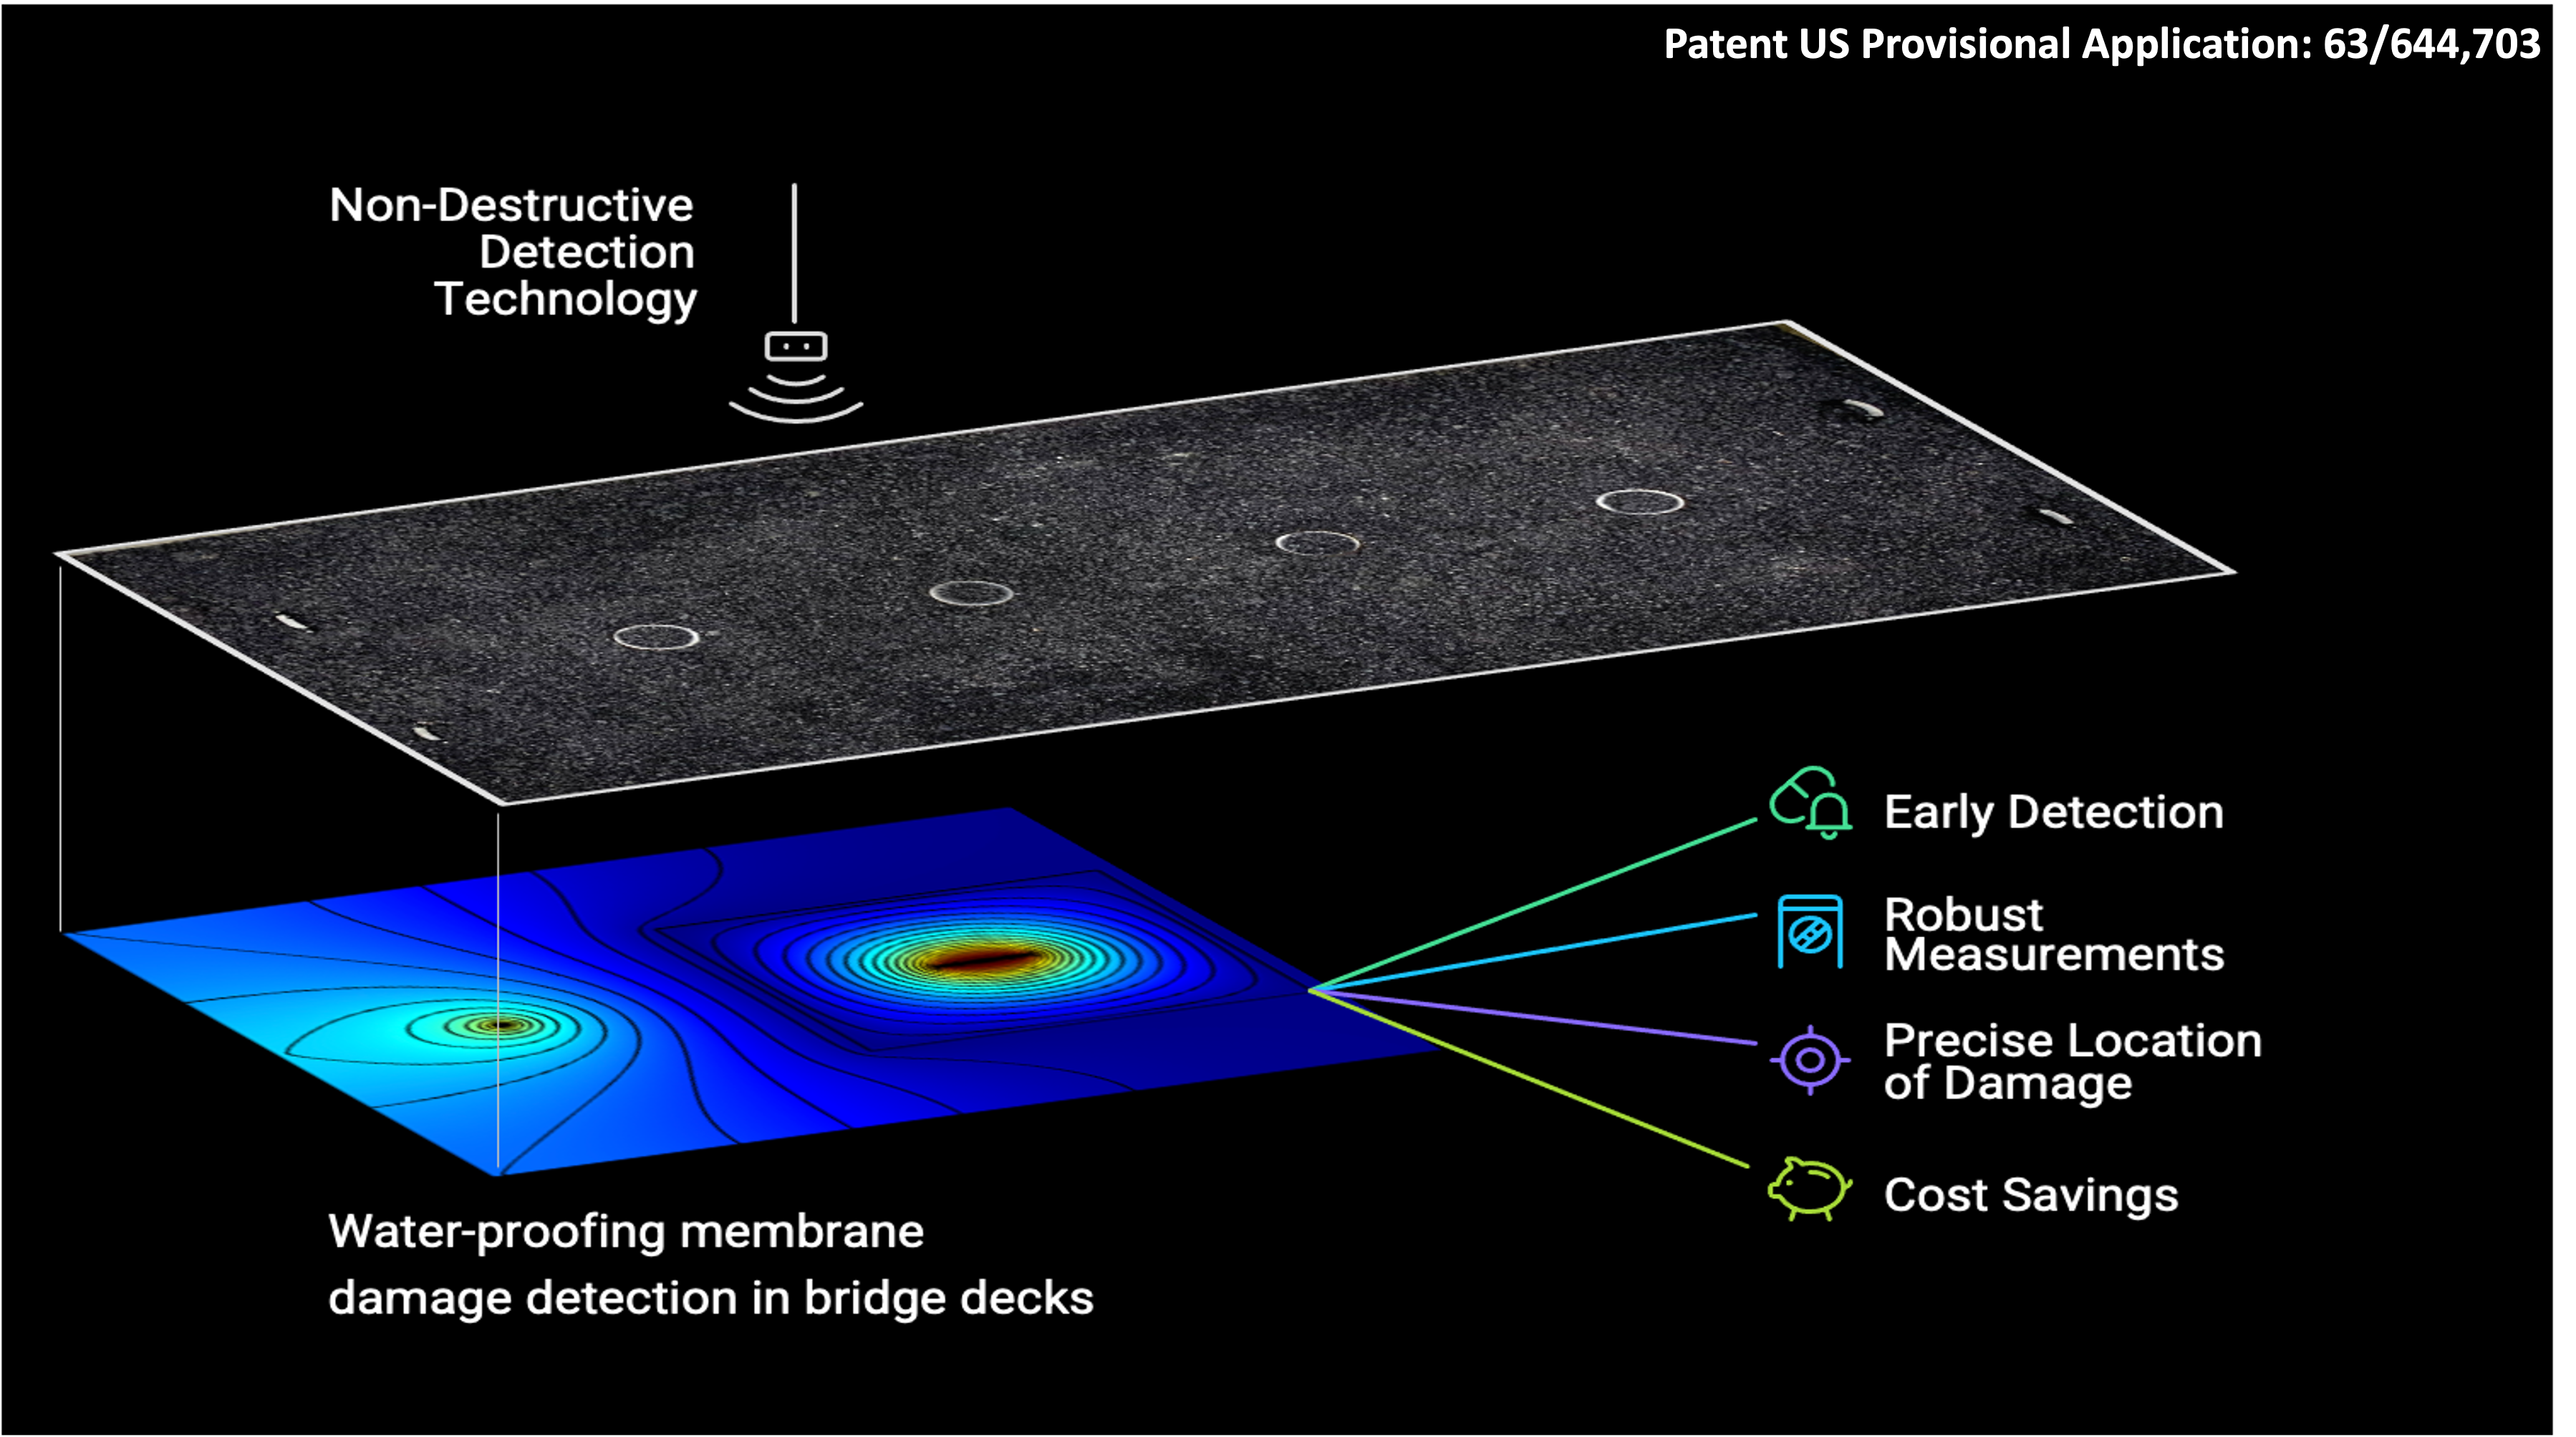 Patent US Provisional Application: 63/644,703
Non-Destructive
Detection
Technology
Early Detection
Robust
Measurements
Precise Location
of Damage
Cost Savings
Water-proofing membrane
damage detection in bridge decks